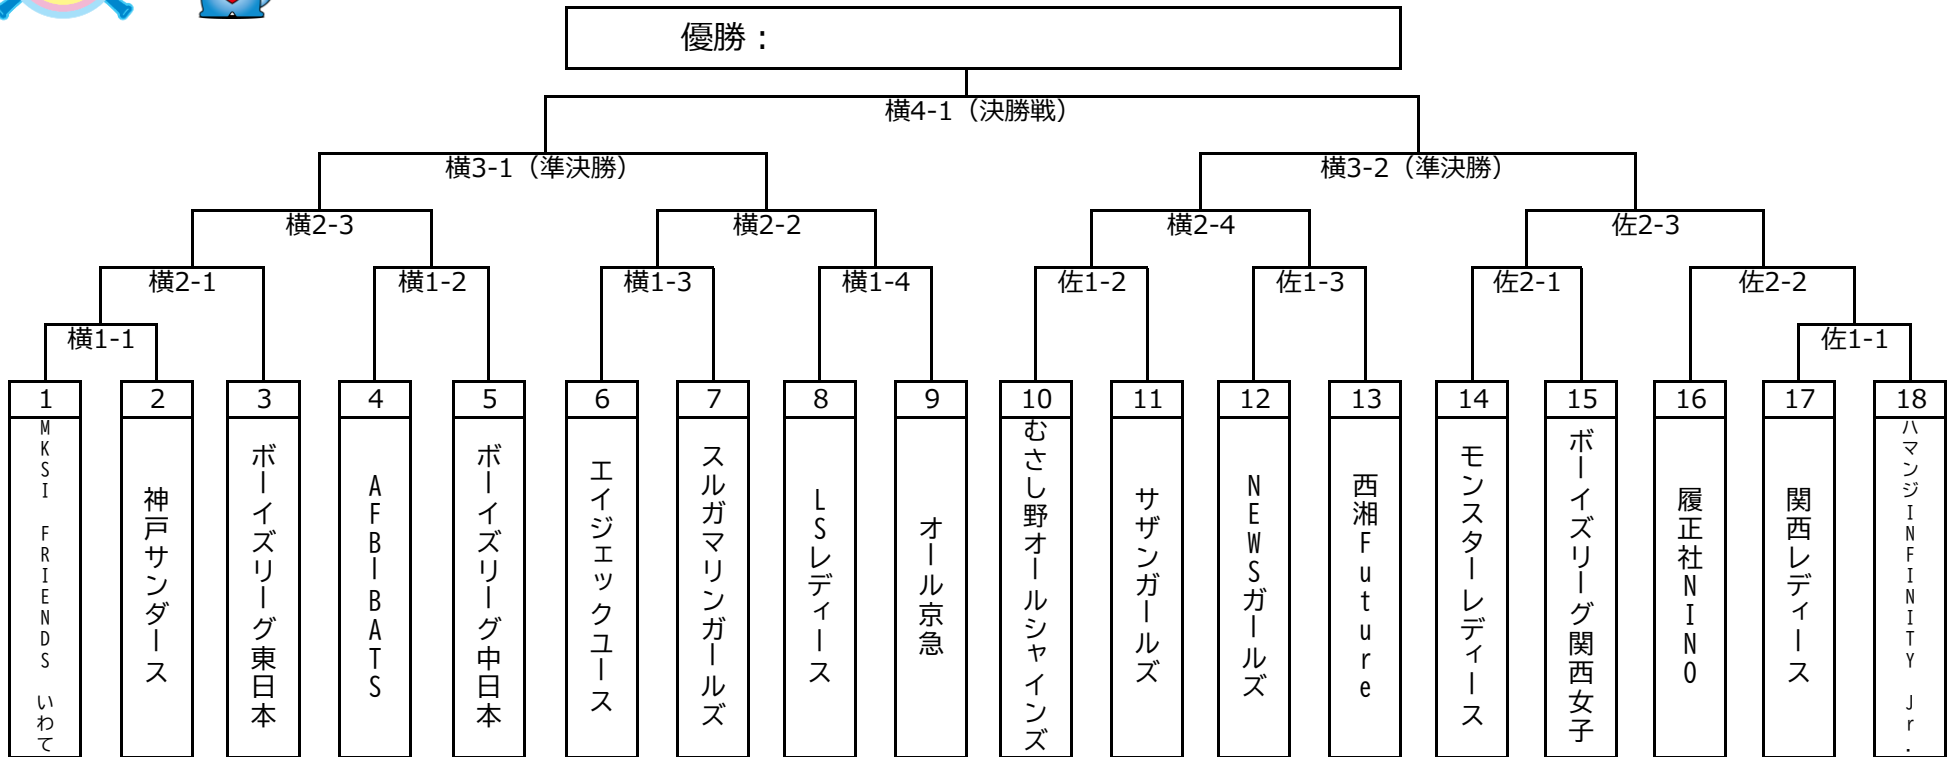 優勝：
横4-1（決勝戦）
横3-1（準決勝）
横3-2（準決勝）
横2-3
横2-2
横2-4
佐2-3
横2-1
横1-2
横1-3
横1-4
佐1-2
佐1-3
佐2-1
佐2-2
横1-1
佐1-1
1
2
3
4
5
6
7
8
9
10
11
12
13
14
15
16
17
18
MKSI FRIENDS いわて
神戸サンダース
ボーイズリーグ東日本
AFB－BATS
ボーイズリーグ中日本
エイジェックユース
スルガマリンガールズ
LSレディース
オール京急
むさし野オールシャインズ
サザンガールズ
NEWSガールズ
西湘Future
モンスターレディース
ボーイズリーグ関西女子
履正社NINO
関西レディース
ハマンジINFINITY Jr.